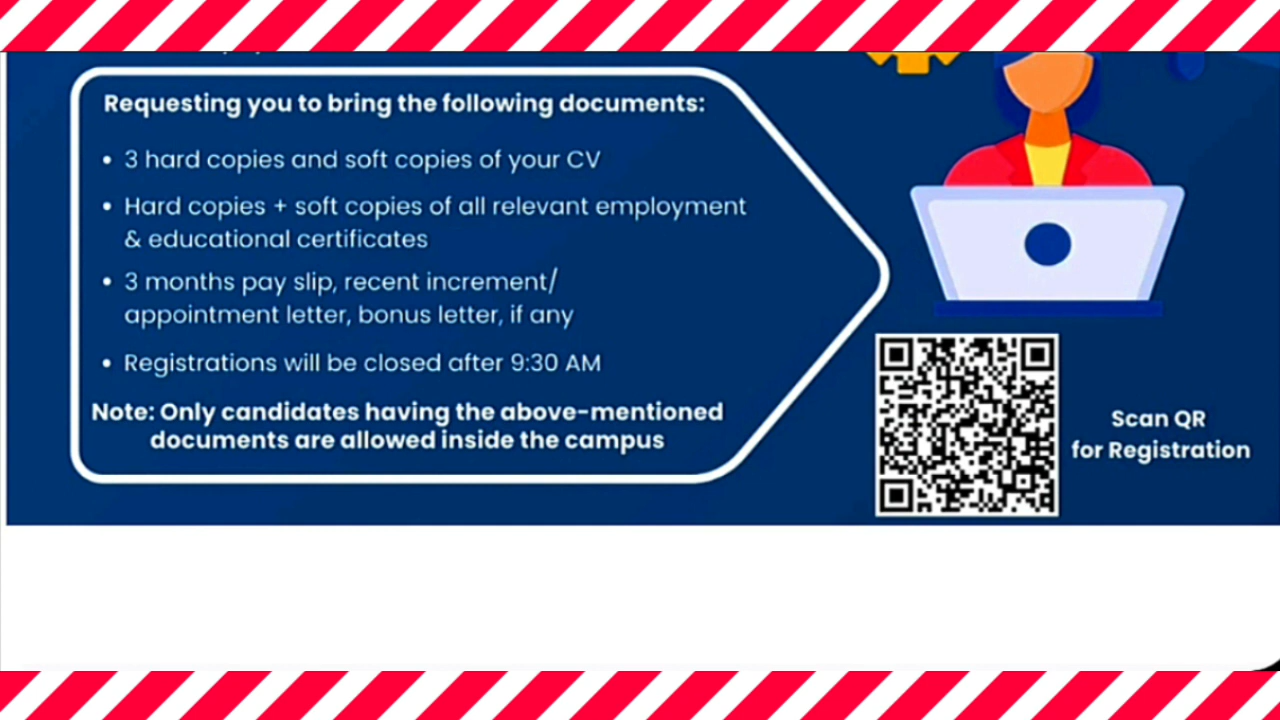 Requesting you to bring the following documents:
• 3 hard copies and soft copies of your CV
• Hard copies + soft copies of all relevant employment
& educational certificates
• 3 months pay slip, recent increment/
appointment letter, bonus letter, if any
• Registrations will be closed after 9:30 AM
Note: Only candidates having the above-mentioned
documents are allowed inside the campus
Scan QR
for Registration